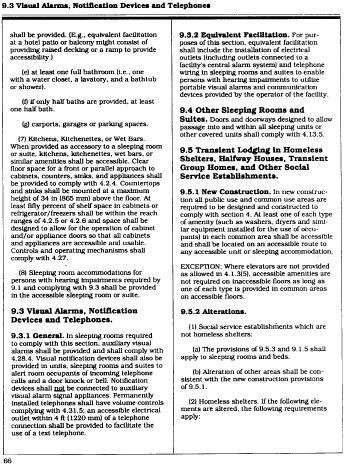 9.3 Visual Alarms, Notification Devices and Telephones
shall be provided. (E.g., equivalent facilitation
at a hotel patio or balcony might consist of
providing raised decking or a ramp to provide
accessibility.)
(e) at least one full bathroom (i.e., one
with a water closet, a lavatory, and a bathtub
or shower).
(f) if only half baths are provided, at least
one half bath.
(g) carports, garages or parking spaces.
(7) Kitchens, Kitchenettes, or Wet Bars.
When provided as accessory to a sleeping room
or suite, kitchens, kitchenettes, wet bars, or
similar amenities shall be accessible. Clear
floor space for a front or parallel approach to
cabinets, counters, sinks, and appliances shall
be provided to comply with 4.2.4. Countertops
and sinks shall be mounted at a maximum
height of 34 in (865 mm) above the floor. At
least fifty percent of shelf space in cabinets or
refrigerator/freezers shall be within the reach
ranges of 4.2.5 or 4.2.6 and space shall be
designed to allow for the operation of cabinet
and/or appliance doors so that all cabinets
and appliances are accessible and usable.
Controls and operating mechanisms shall
comply with 4.27.
(8) Sleeping room accommodations for
persons with hearing impairments required by
9.1 and complying with 9.3 shall be provided
in the accessible sleeping room or suite.
9.3 Visual Alarms, Notification
Devices and Telephones.
9.3.1 General. In sleeping rooms required
to comply with this section, auxiliary visual
alarms shall be provided and shall comply with
4.28.4. Visual notification devices shall also be
provided in units, sleeping rooms and suites to
alert room occupants of incoming telephone
calls and a door knock or bell. Notification
devices shall not be connected to auxiliary
visual alarm signal appliances. Permanently
installed telephones shall have volume controls
complying with 4.31.5; an accessible electrical
outlet within 4 ft (1220 mm) of a telephone
connection shall be provided to facilitate the
use of a text telephone.
9.3.2 Equivalent Facilitation. For pur-
poses of this section, equivalent facilitation
shall include the installation of electrical
outlets (including outlets connected to a
facility's central alarm system) and telephone
wiring in sleeping rooms and suites to enable
persons with hearing impairments to utilize
portable visual alarms and communication
devices provided by the operator of the facility.
9.4 Other Sleeping Rooms and
Suites. Doors and doorways designed to allow
passage into and within all sleeping units or
other covered units shall comply with 4.13.5.
9.5 Transient Lodging in Homeless
Shelters, Halfway Houses, Transient
Group Homes, and Other Social
Service Establishments.
9.5.1 New Construction. In new construc-
tion all public use and common use areas are
required to be designed and constructed to
comply with section 4. At least one of each type
of amenity (such as washers, dryers and simi-
lar equipment installed for the use of occu-
pants) in each common area shall be accessible
and shall be located on an accessible route to
any accessible unit or sleeping accommodation.
EXCEPTION: Where elevators are not provided
as allowed in 4.1.3(5), accessible amenities are
not required on inaccessible floors as long as
one of each type is provided in common areas
on accessible floors.
9.5.2 Alterations.
(1) Social service establishments which are
not homeless shelters:
(a) The provisions of 9.5.3 and 9.1.5 shall
apply to sleeping rooms and beds.
(b) Alteration of other areas shall be con-
sistent with the new construction provisions
of 9.5.1.
(2) Homeless shelters. If the following ele-
ments are altered, the following requirements
apply:
66